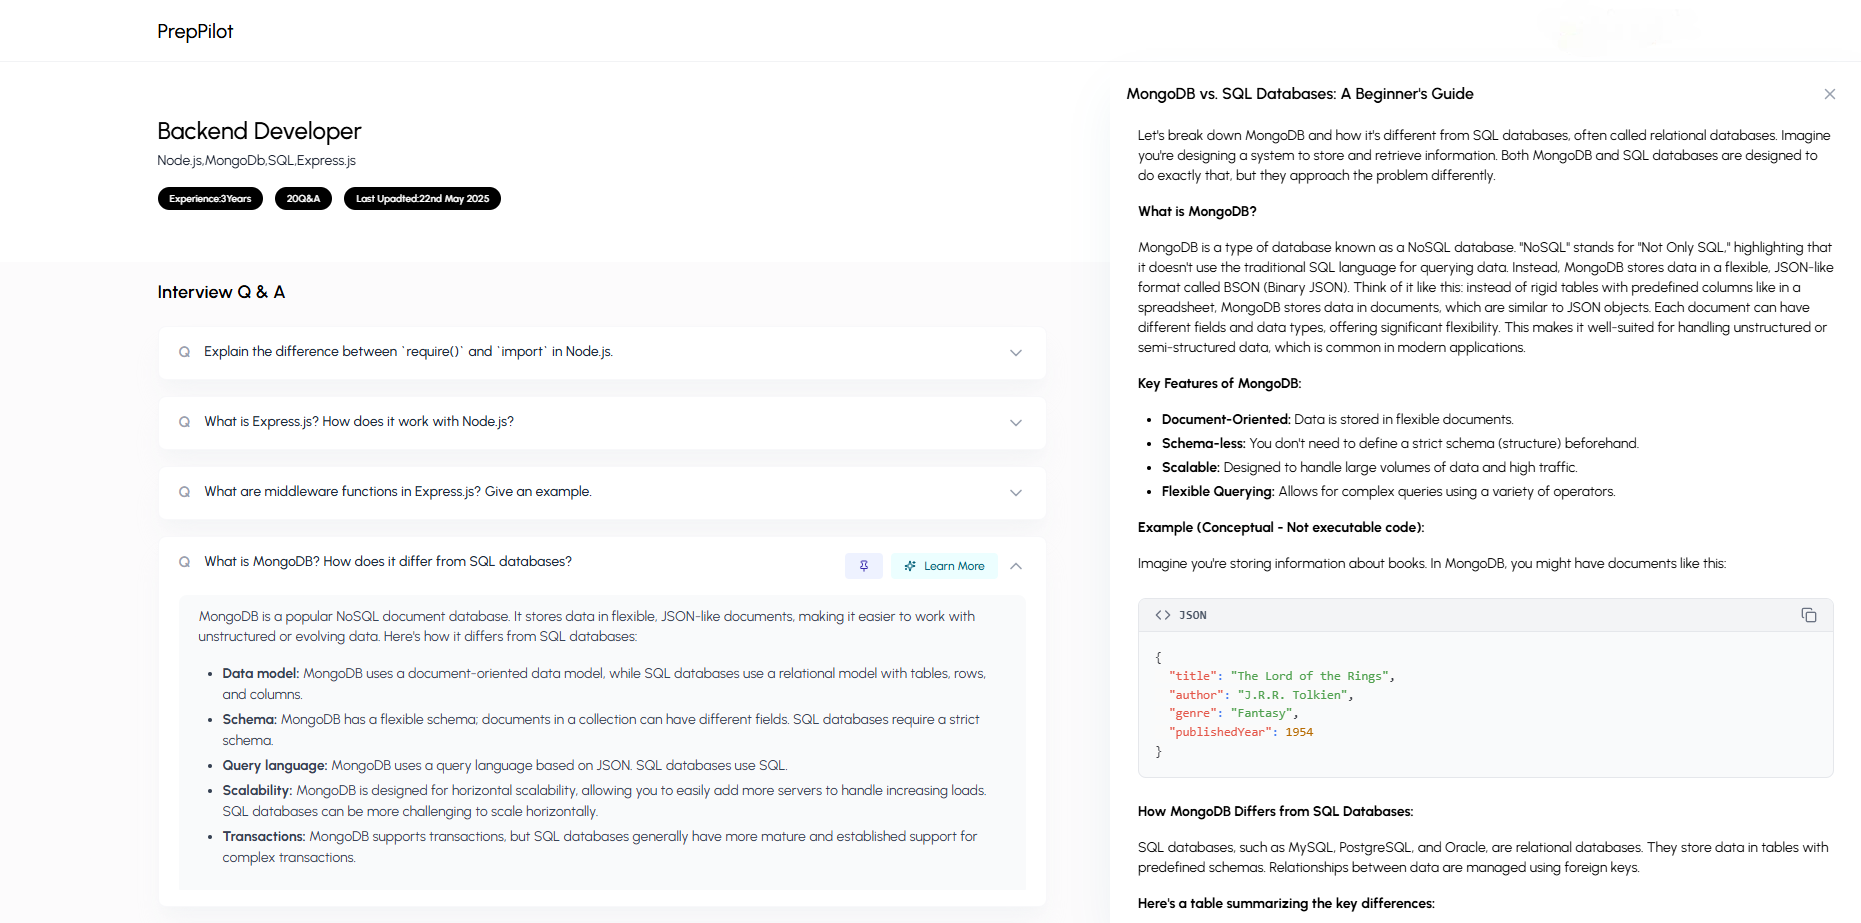 PrepPilot
Backend Developer
Node.js,MongoDb,SQL,Express.js
Experience:3Years
20Q&A
Last Upadted:22nd May 2025
Interview Q & A
Q Explain the difference between `require()` and `import` in Node.js.
Q What is Express.js? How does it work with Node.js?
Q What are middleware functions in Express.js? Give an example.
Q What is MongoDB? How does it differ from SQL databases?
Learn More
MongoDB is a popular NoSQL document database. It stores data in flexible, JSON-like documents, making it easier to work with
unstructured or evolving data. Here's how it differs from SQL databases:
• Data model: MongoDB uses a document-oriented data model, while SQL databases use a relational model with tables, rows,
and columns.
• Schema: MongoDB has a flexible schema; documents in a collection can have different fields. SQL databases require a strict
schema.
• Query language: MongoDB uses a query language based on JSON. SQL databases use SQL.
• Scalability: MongoDB is designed for horizontal scalability, allowing you to easily add more servers to handle increasing loads.
SQL databases can be more challenging to scale horizontally.
• Transactions: MongoDB supports transactions, but SQL databases generally have more mature and established support for
complex transactions.
MongoDB vs. SQL Databases: A Beginner's Guide
Let's break down MongoDB and how it's different from SQL databases, often called relational databases. Imagine
you're designing a system to store and retrieve information. Both MongoDB and SQL databases are designed to
do exactly that, but they approach the problem differently.
What is MongoDB?
MongoDB is a type of database known as a NoSQL database. "NoSQL" stands for "Not Only SQL," highlighting that
it doesn't use the traditional SQL language for querying data. Instead, MongoDB stores data in a flexible, JSON-like
format called BSON (Binary JSON). Think of it like this: instead of rigid tables with predefined columns like in a
spreadsheet, MongoDB stores data in documents, which are similar to JSON objects. Each document can have
different fields and data types, offering significant flexibility. This makes it well-suited for handling unstructured or
semi-structured data, which is common in modern applications.
Key Features of MongoDB:
• Document-Oriented: Data is stored in flexible documents.
• Schema-less: You don't need to define a strict schema (structure) beforehand.
• Scalable: Designed to handle large volumes of data and high traffic.
• Flexible Querying: Allows for complex queries using a variety of operators.
Example (Conceptual - Not executable code):
Imagine you're storing information about books. In MongoDB, you might have documents like this:
<> JSON
{
"title": "The Lord of the Rings",
"author": "J.R.R. Tolkien",
"genre": "Fantasy",
"publishedYear": 1954
}
How MongoDB Differs from SQL Databases:
SQL databases, such as MySQL, PostgreSQL, and Oracle, are relational databases. They store data in tables with
predefined schemas. Relationships between data are managed using foreign keys.
Here's a table summarizing the key differences: